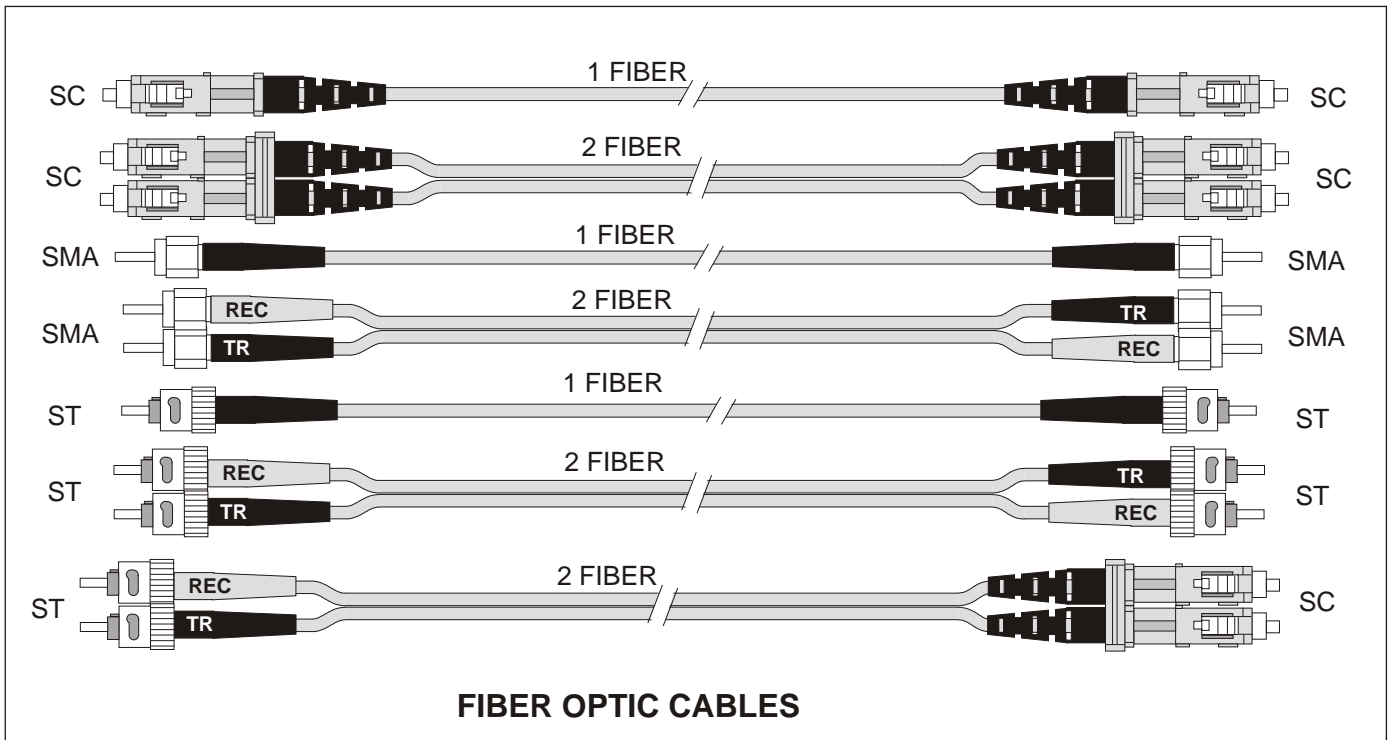 1 FIBER
SC SC
2 FIBER
SC SC
1 FIBER
SMA SMA
2 FIBER
REC TR
SMA SMA
TR REC
1 FIBER
ST ST
2 FIBER
REC TR
ST ST
TR REC
2 FIBER
REC
ST SC
TR
FIBER OPTIC CABLES